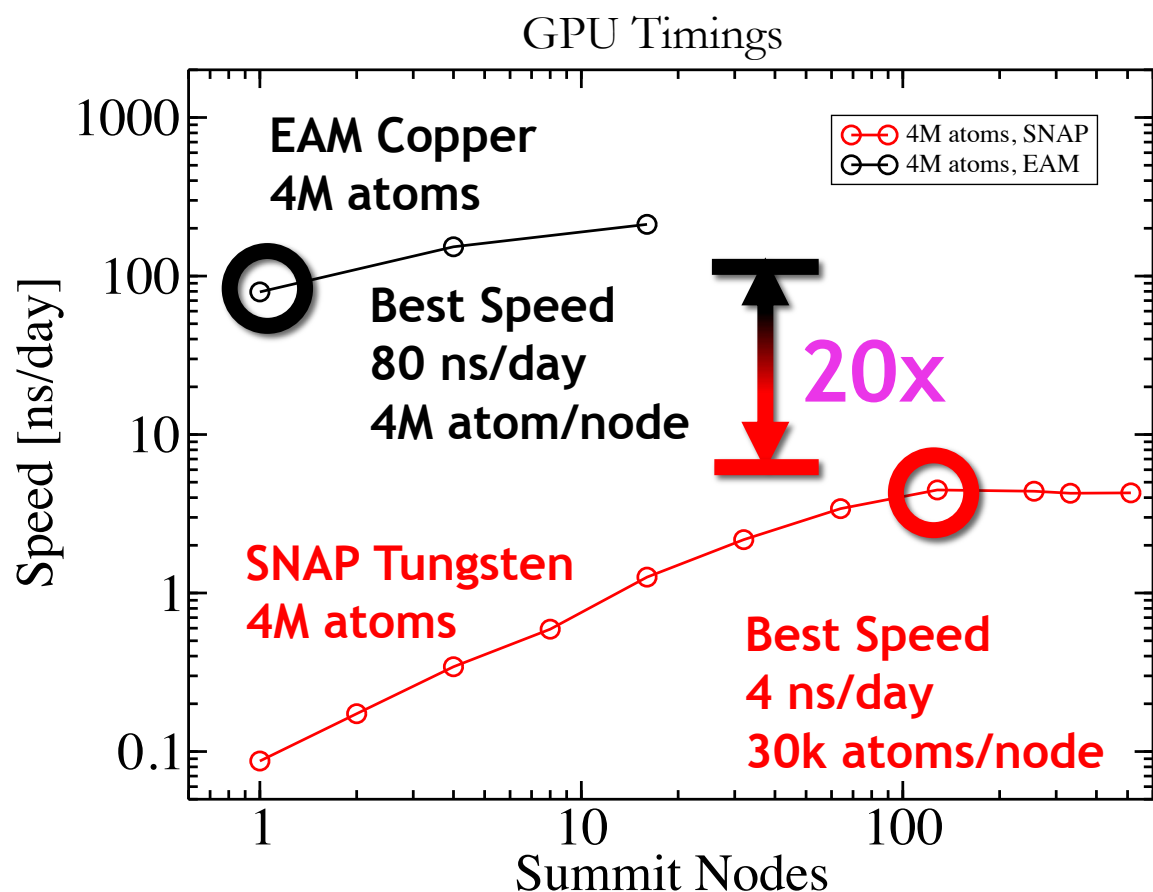 GPU Timings
1000
100
10
1
0.1
Speed [ns/day]
EAM Copper
4M atoms
4M atoms, SNAP
4M atoms, EAM
Best Speed
80 ns/day
4M atom/node
20x
SNAP Tungsten
4M atoms
Best Speed
4 ns/day
30k atoms/node
1
10
100
Summit Nodes